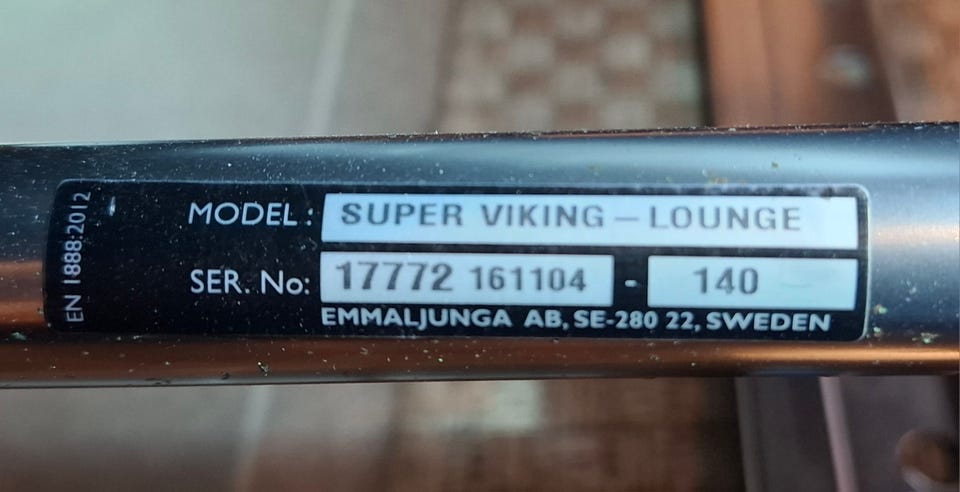 EN 1888:2012
MODEL : SUPER VIKING – LOUNGE
SER. No: 17772 161104 - 140
EMMALJUNGA AB, SE-280 22, SWEDEN